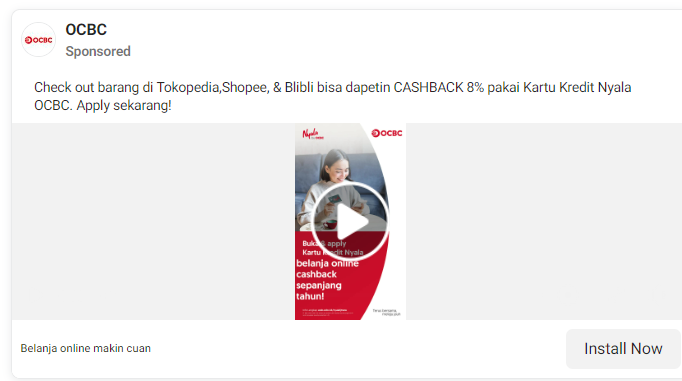 OCBC
OCBC
Sponsored
Check out barang di Tokopedia,Shopee, & Blibli bisa dapetin CASHBACK 8% pakai Kartu Kredit Nyala
OCBC. Apply sekarang!
Nyala
OCBC
Buka & apply
Kartu Kredit Nyala
belanja online
cashback
sepanjang
tahun!
Belanja online makin cuan
Install Now